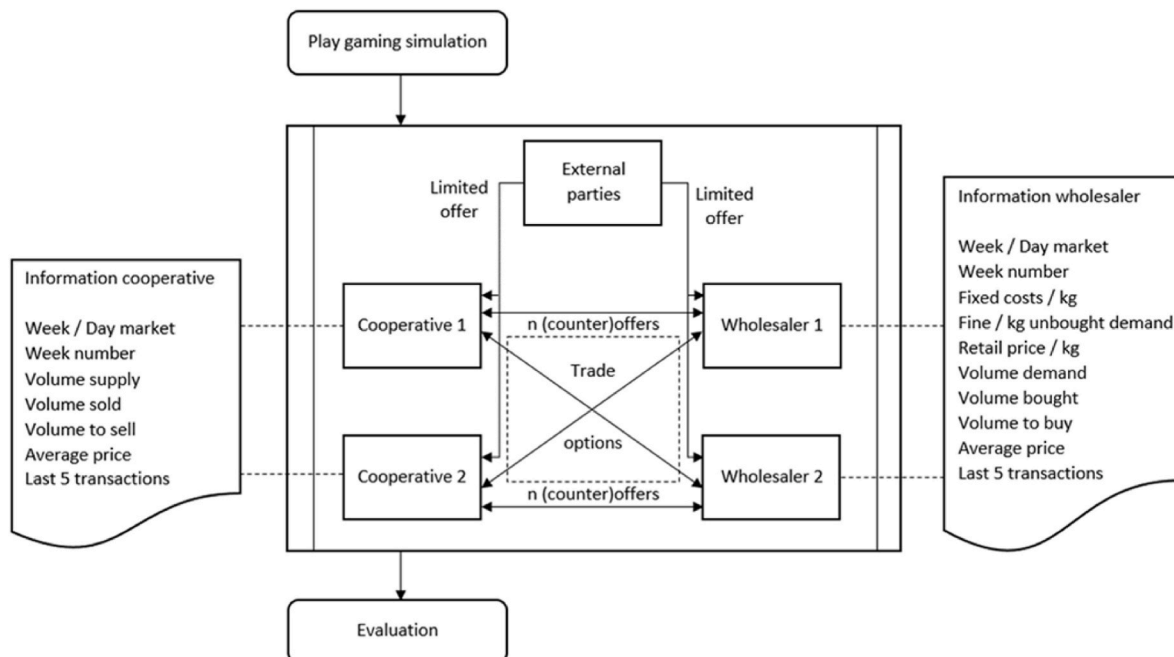 Play gaming simulation
External
parties
Limited
offer
Limited
offer
Information cooperative
Week / Day market
Week number
Volume supply
Volume sold
Volume to sell
Average price
Last 5 transactions
Cooperative 1
n (counter)offers
Wholesaler 1
Trade
options
Cooperative 2
n (counter)offers
Wholesaler 2
Information wholesaler
Week / Day market
Week number
Fixed costs / kg
Fine / kg unbought demand
Retail price / kg
Volume demand
Volume bought
Volume to buy
Average price
Last 5 transactions
Evaluation